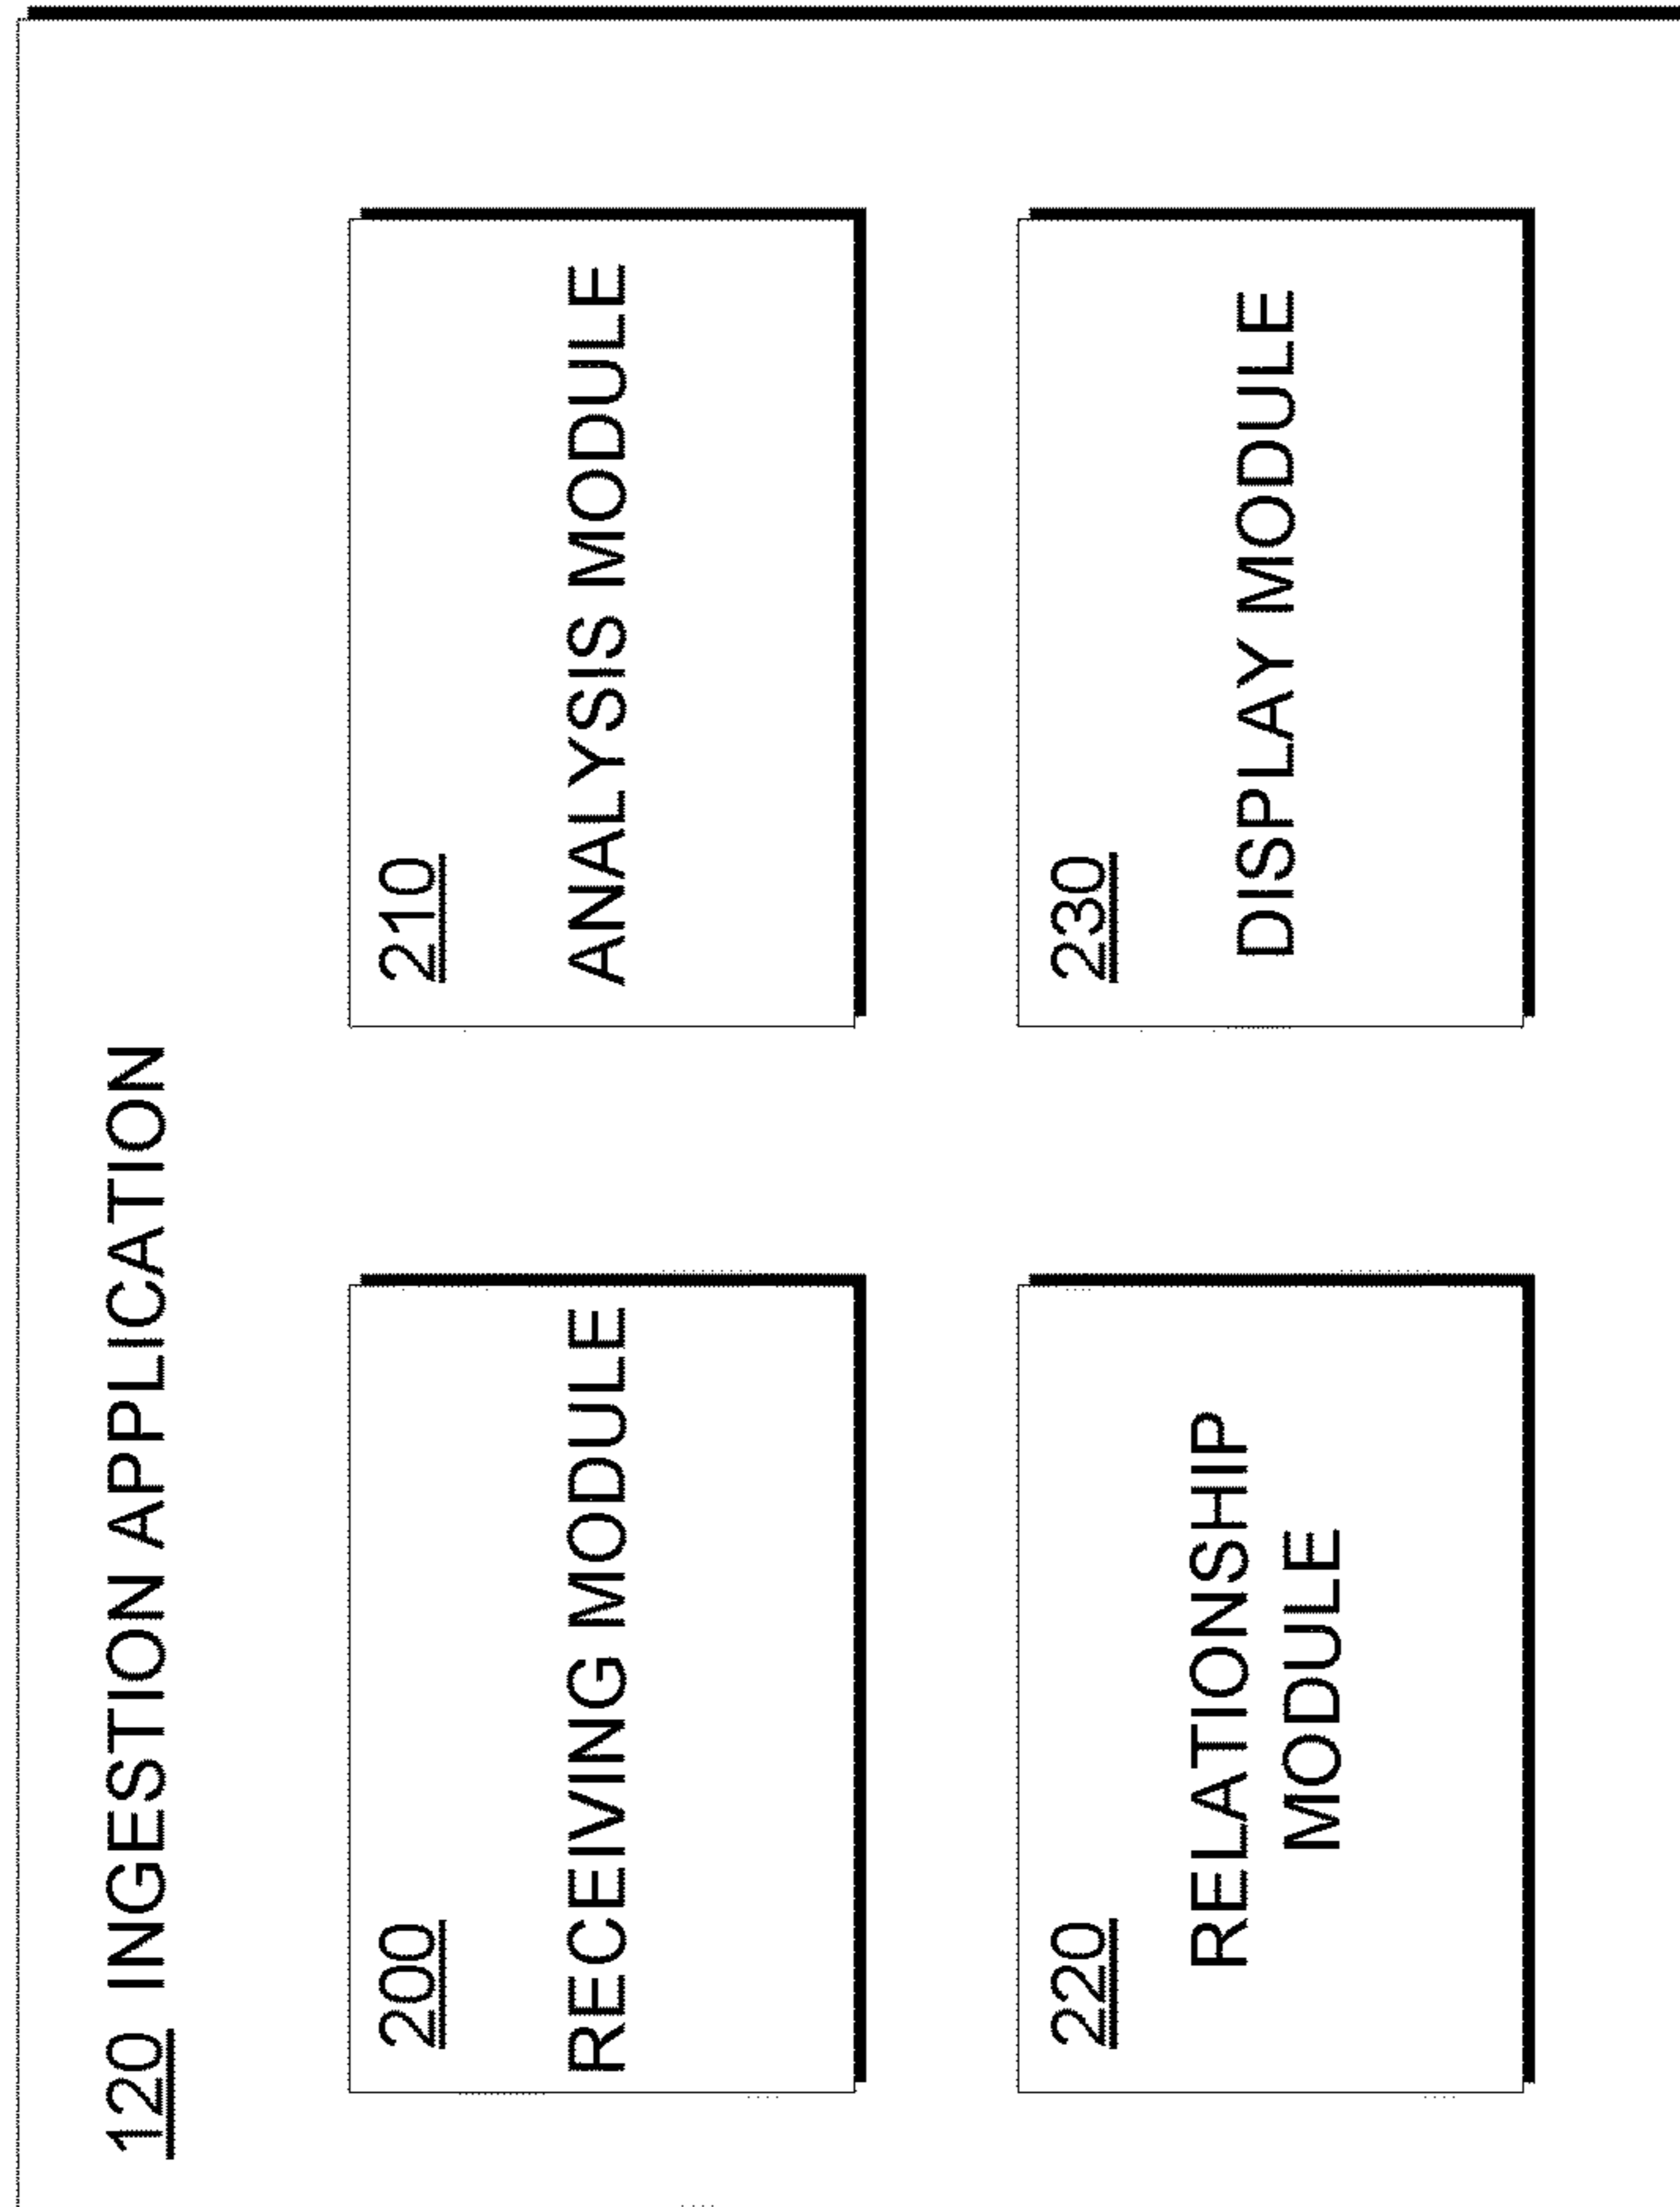 120 INGESTION APPLICATION
200
RECEIVING MODULE
210
ANALYSIS MODULE
220
RELATIONSHIP
MODULE
230
DISPLAY MODULE